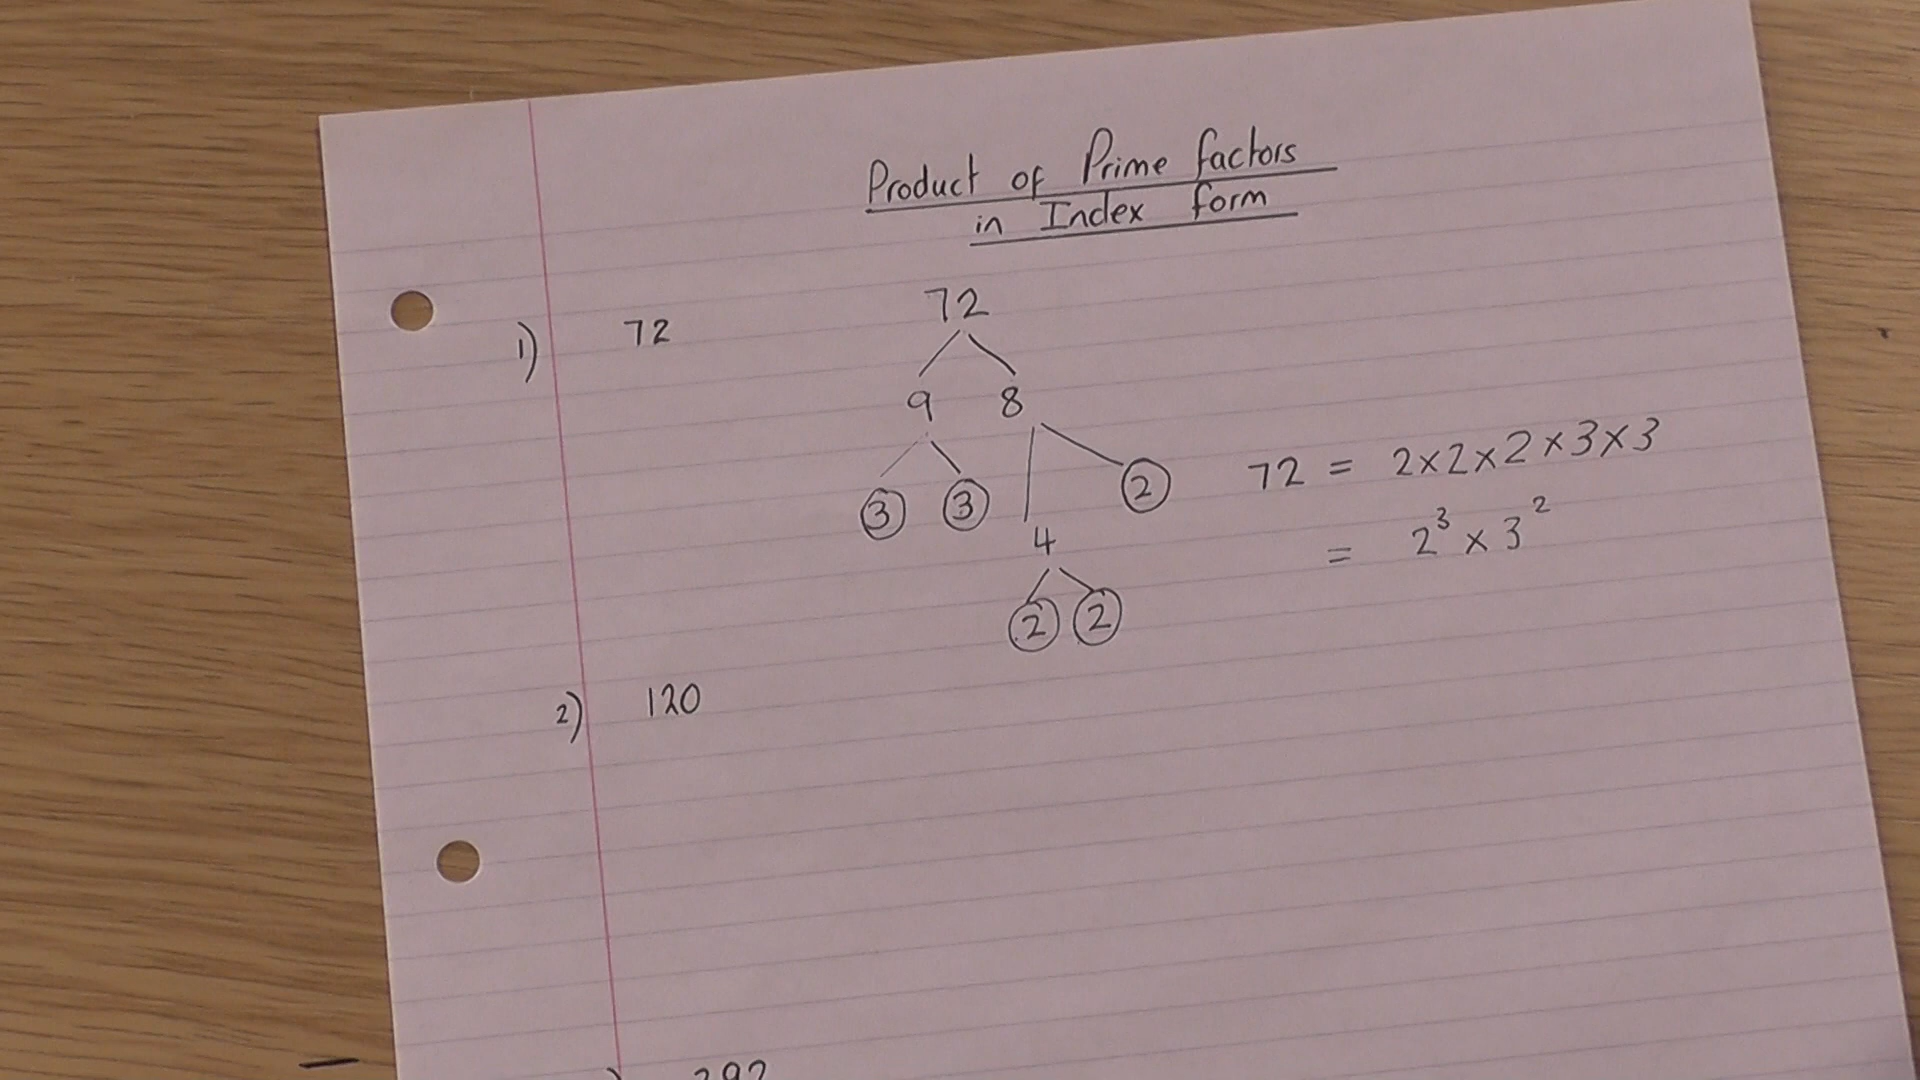 Product of Prime factors
in Index form
1) 72
72
9 8
3 3 2
4
2 2
72 = 2×2×2×3×3
= 2³ × 3²
2) 120